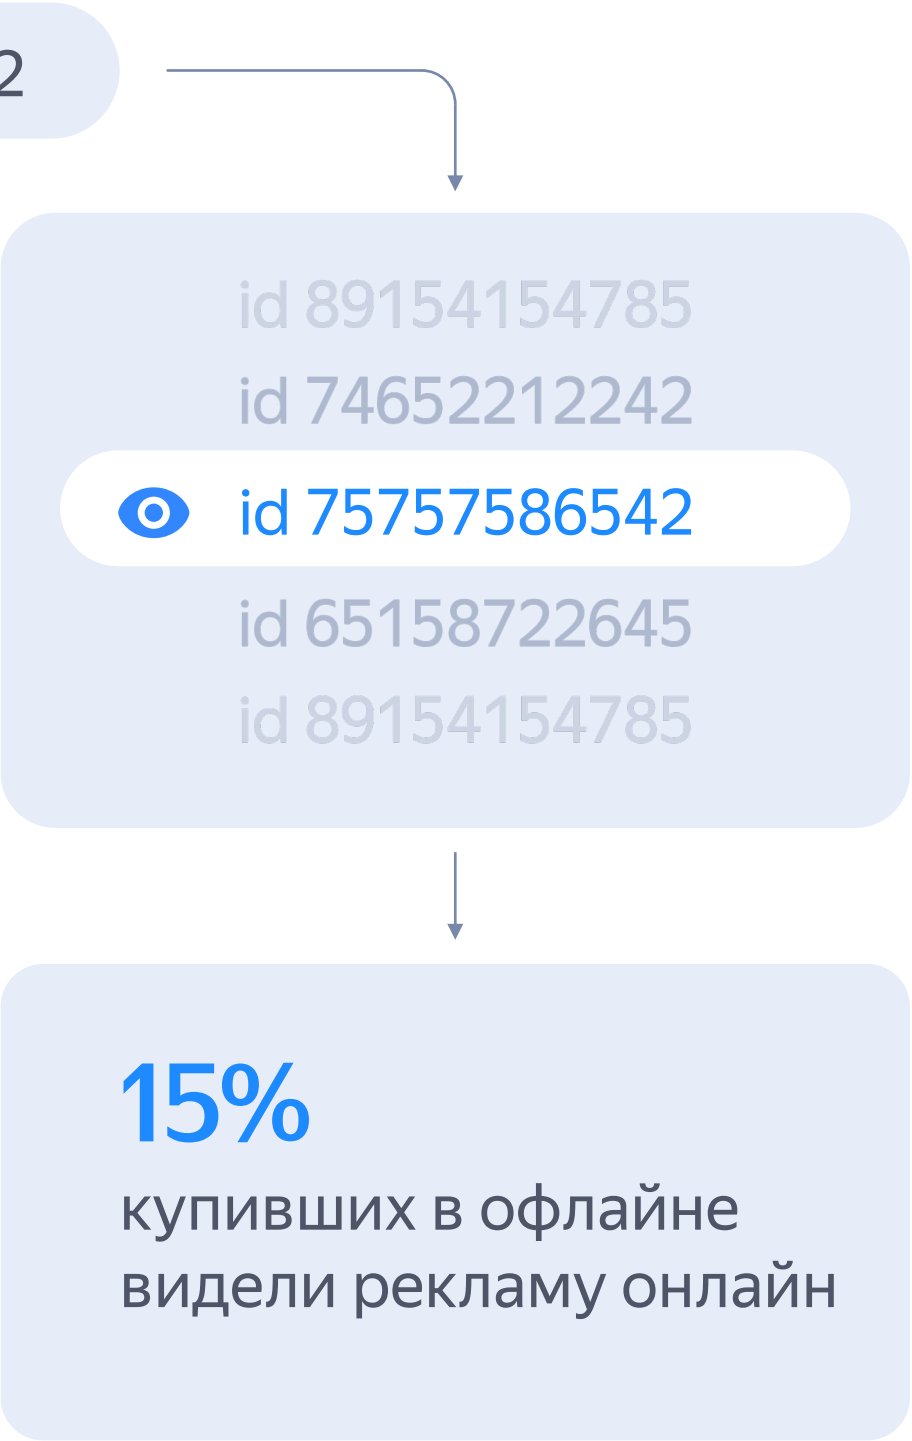 2
id 89154154785
id 74652212242
id 75757586542
id 65158722645
id 89154154785
15%
купивших в офлайне
видели рекламу онлайн